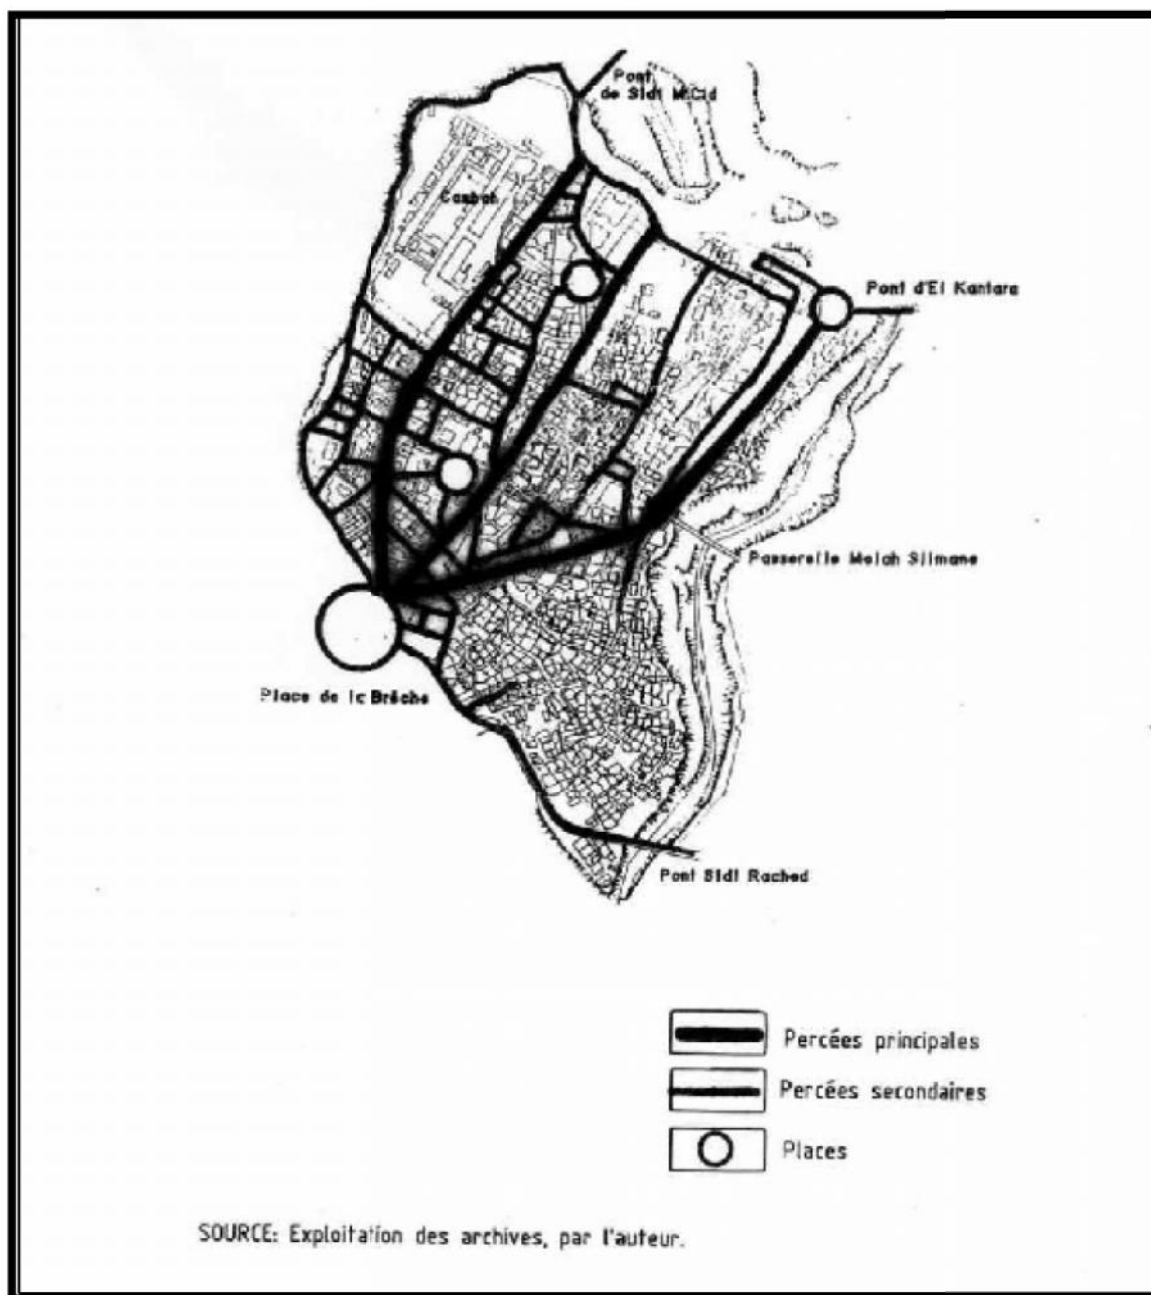 Pont
de Sidi M'Cid
Casbah
Pont d'El Kantara
Passerelle Melah Slimane
Place de la Brèche
Pont Sidi Rached
Percées principales
Percées secondaires
Places
SOURCE: Exploitation des archives, par l'auteur.